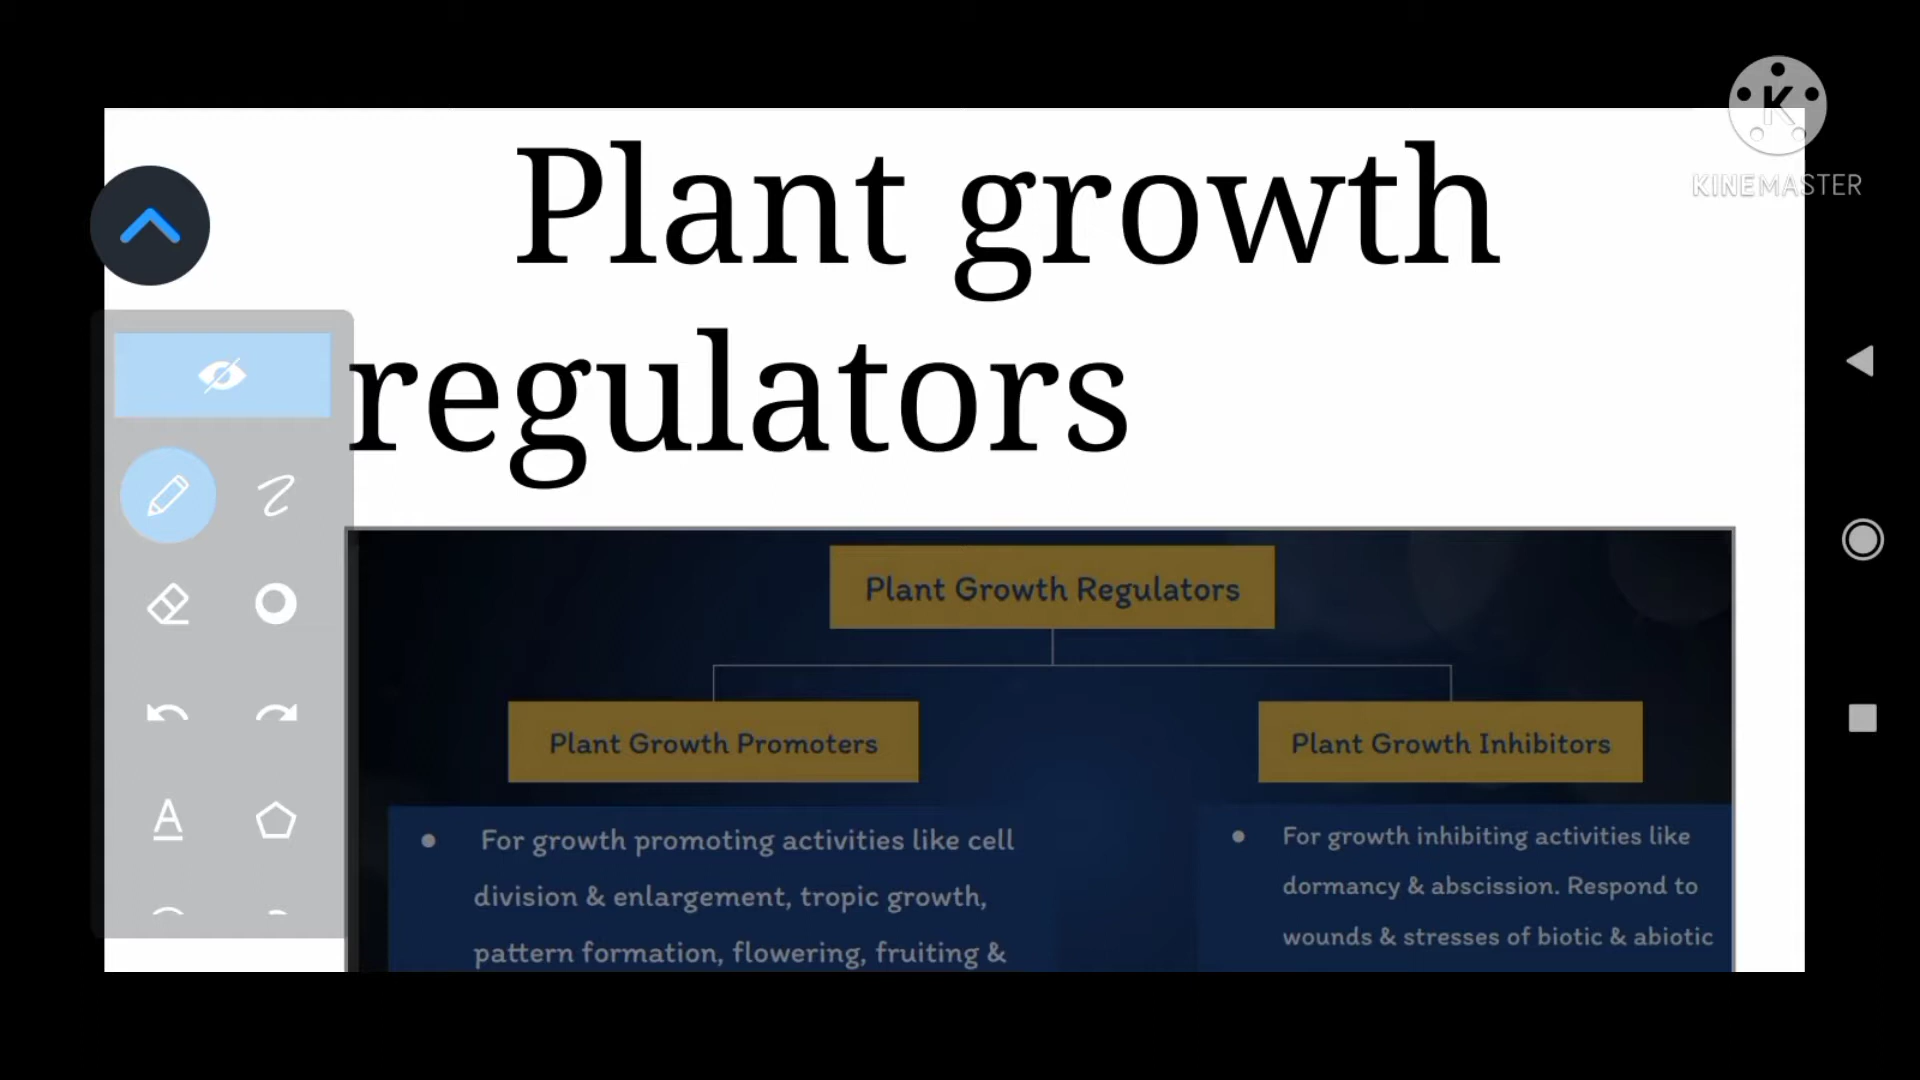 KINEMASTER
Plant growth
regulators
Plant Growth Regulators
Plant Growth Promoters
Plant Growth Inhibitors
• For growth promoting activities like cell
division & enlargement, tropic growth,
pattern formation, flowering, fruiting &
• For growth inhibiting activities like
dormancy & abscission. Respond to
wounds & stresses of biotic & abiotic